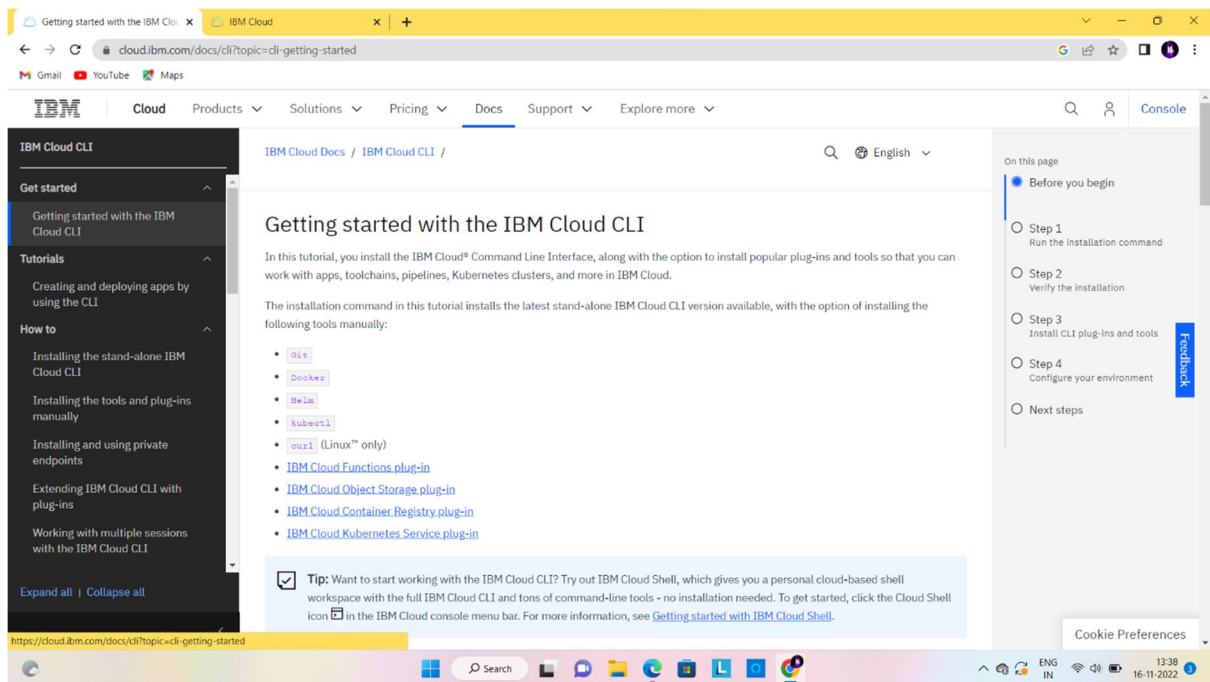 Getting started with the IBM Clou
IBM Cloud
cloud.ibm.com/docs/cli?topic=cli-getting-started
Gmail
YouTube
Maps
IBM
Cloud
Products
Solutions
Pricing
Docs
Support
Explore more
Console
IBM Cloud CLI
Get started
Getting started with the IBM
Cloud CLI
Tutorials
Creating and deploying apps by
using the CLI
How to
Installing the stand-alone IBM
Cloud CLI
Installing the tools and plug-ins
manually
Installing and using private
endpoints
Extending IBM Cloud CLI with
plug-ins
Working with multiple sessions
with the IBM Cloud CLI
Expand all | Collapse all
https://cloud.ibm.com/docs/cli?topic=cli-getting-started
IBM Cloud Docs / IBM Cloud CLI /
English
Getting started with the IBM Cloud CLI
In this tutorial, you install the IBM Cloud® Command Line Interface, along with the option to install popular plug-ins and tools so that you can
work with apps, toolchains, pipelines, Kubernetes clusters, and more in IBM Cloud.
The installation command in this tutorial installs the latest stand-alone IBM Cloud CLI version available, with the option of installing the
following tools manually:
• Git
• Docker
• Helm
• kubectl
• curl (Linux™ only)
• IBM Cloud Functions plug-in
• IBM Cloud Object Storage plug-in
• IBM Cloud Container Registry plug-in
• IBM Cloud Kubernetes Service plug-in
Tip: Want to start working with the IBM Cloud CLI? Try out IBM Cloud Shell, which gives you a personal cloud-based shell
workspace with the full IBM Cloud CLI and tons of command-line tools - no installation needed. To get started, click the Cloud Shell
icon in the IBM Cloud console menu bar. For more information, see Getting started with IBM Cloud Shell.
On this page
Before you begin
Step 1
Run the installation command
Step 2
Verify the installation
Step 3
Install CLI plug-ins and tools
Step 4
Configure your environment
Next steps
Feedback
Cookie Preferences
Search
L
ENG
IN
13:38
16-11-2022
3